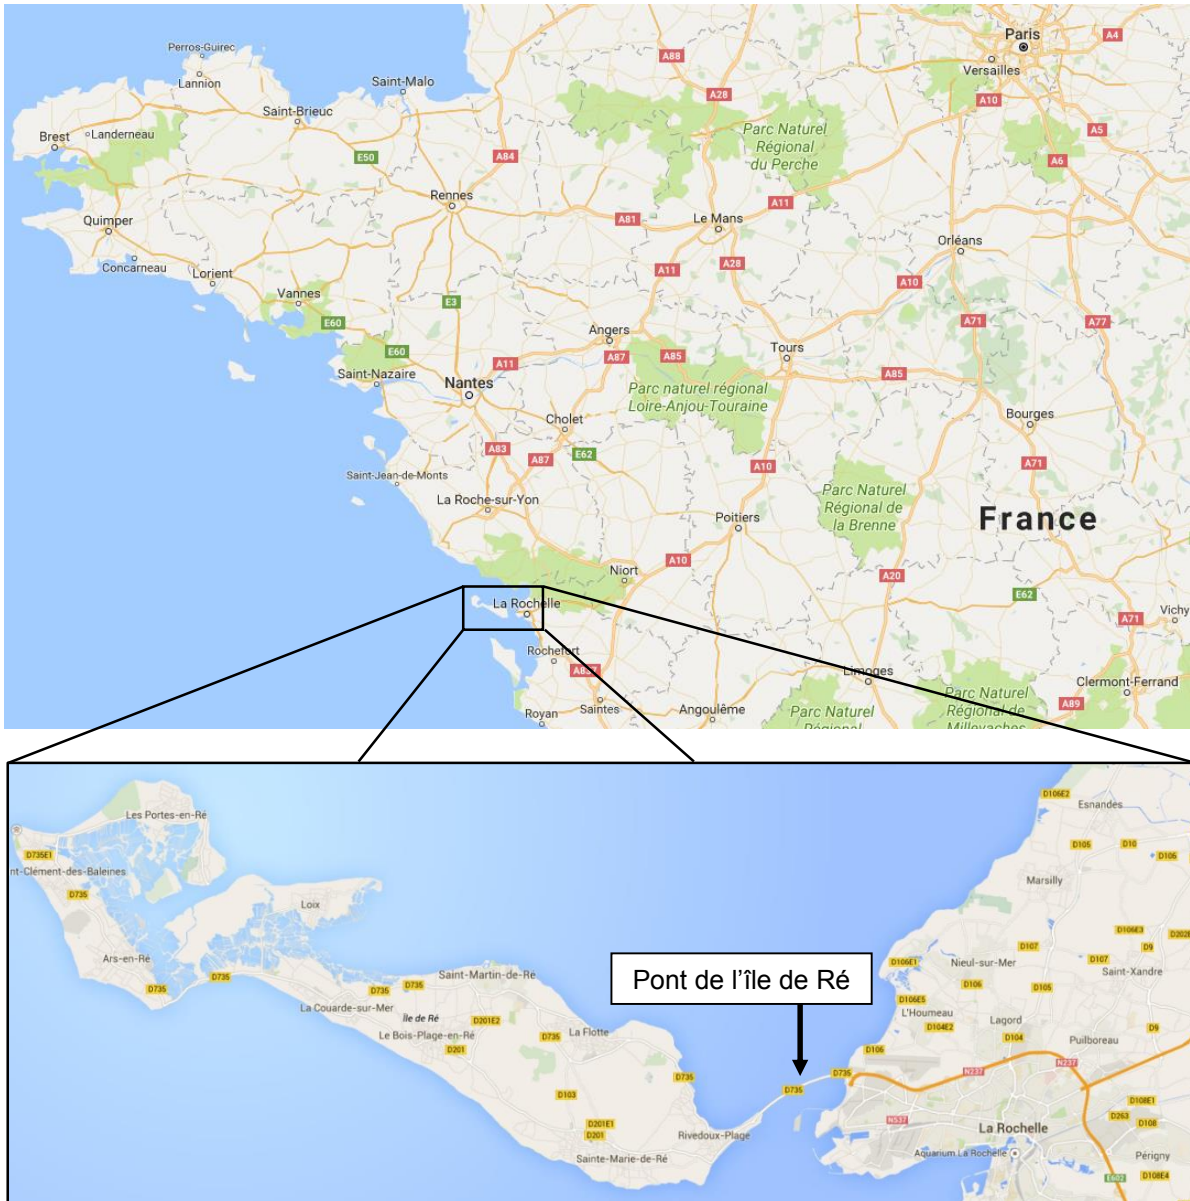 Paris
A4
Perros-Guirec
A88
Versailles
Lannion
Saint-Malo
A28
A10
Saint-Brieuc
Parc Naturel
Régional
du Perche
A5
Brest
Landerneau
E50
A84
A6
Rennes
A11
A81
Le Mans
Quimper
Orléans
Concarneau
A11
A28
Lorient
A10
Vannes
E3
E60
A71
A77
Angers
E60
A11
A87
A85
Tours
Saint-Nazaire
A85
Nantes
Parc naturel régional
Loire-Anjou-Touraine
Cholet
Bourges
A83
A87
E62
A10
A71
Saint-Jean-de-Monts
Parc Naturel
Régional de
la Brenne
La Roche-sur-Yon
Poitiers
France
A10
Niort
A20
E62
La Rochelle
Vichy
A71
Rochefort
A837
Limoges
Clermont-Ferrand
Saintes
Angoulême
Royan
Parc Naturel
Régional
Parc Naturel
Régional de
Millevaches
A89
D106E2
Esnandes
Les Portes-en-Ré
D735E1
D105
D10
D106
nt-Clément-des-Baleines
D735
Marsilly
Loix
D106E3
D202E
D107
D9
Ars-en-Ré
Pont de l'île de Ré
D106E1
Nieul-sur-Mer
D107
Saint-Xandre
D735
D735
Saint-Martin-de-Ré
D735
D735
D106
D105
La Couarde-sur-Mer
D106E5
L'Houmeau
Île de Ré
D201E2
D104E2
Lagord
D9
Le Bois-Plage-en-Ré
D735
La Flotte
D104
Puilboreau
D201
D106
N237
N237
D735
D735
D735
D103
D108E1
D201E1
D201
N537
D263
D108
Rivedoux-Plage
La Rochelle
Sainte-Marie-de-Ré
Aquarium La Rochelle
Périgny
E602
D108E4